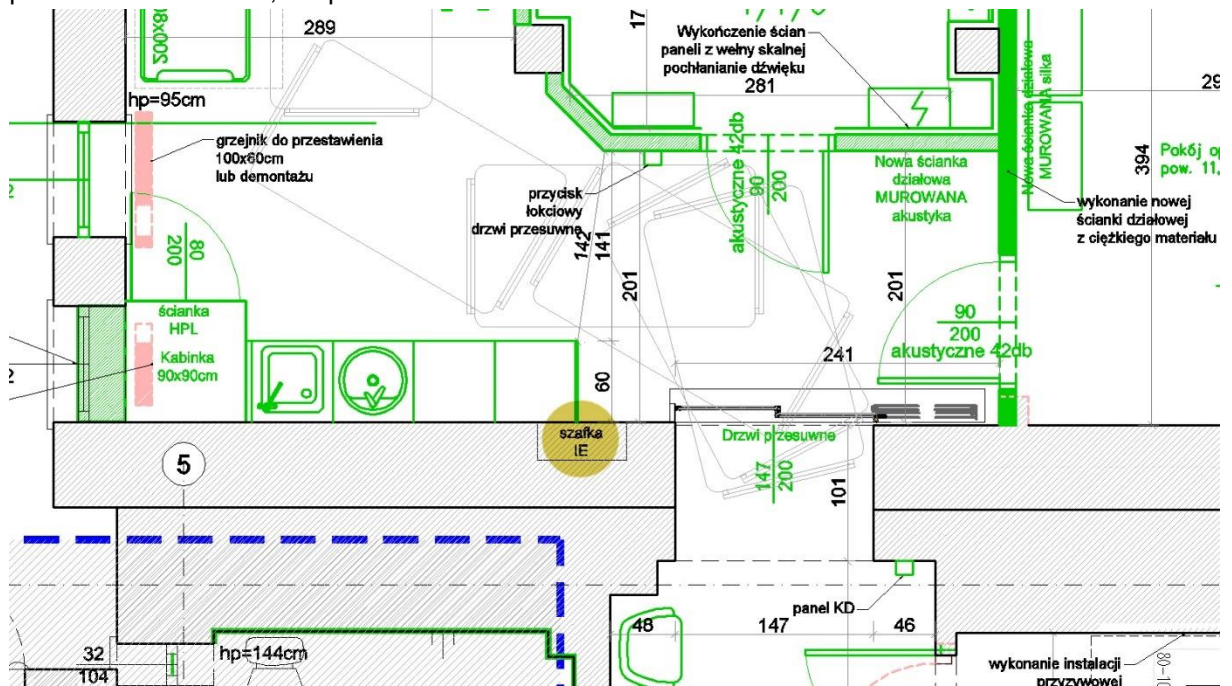 200x80
289
17
Wykończenie ścian
paneli z wełny skalnej
pochłanianie dźwięku
281
hp=95cm
grzejnik do przestawienia
100x60cm
lub demontażu
przycisk
łokciowy
drzwi przesuwne
142
141
201
akustyczne 42db
90
200
Nowa ścianka
działowa
MUROWANA
akustyka
201
Nowa ścianka działowa
MUROWANA silka
394
29
pow. 11,
wykonanie nowej
ścianki działowej
z ciężkiego materiału
80
200
ścianka
HPL
Kabinka
90x90cm
60
241
90
200
akustyczne 42db
szafka
IE
Drzwi przesuwne
147
200
101
5
panel KD
48
147
46
32
104
hp=144cm
wykonanie instalacji
przyzywowej